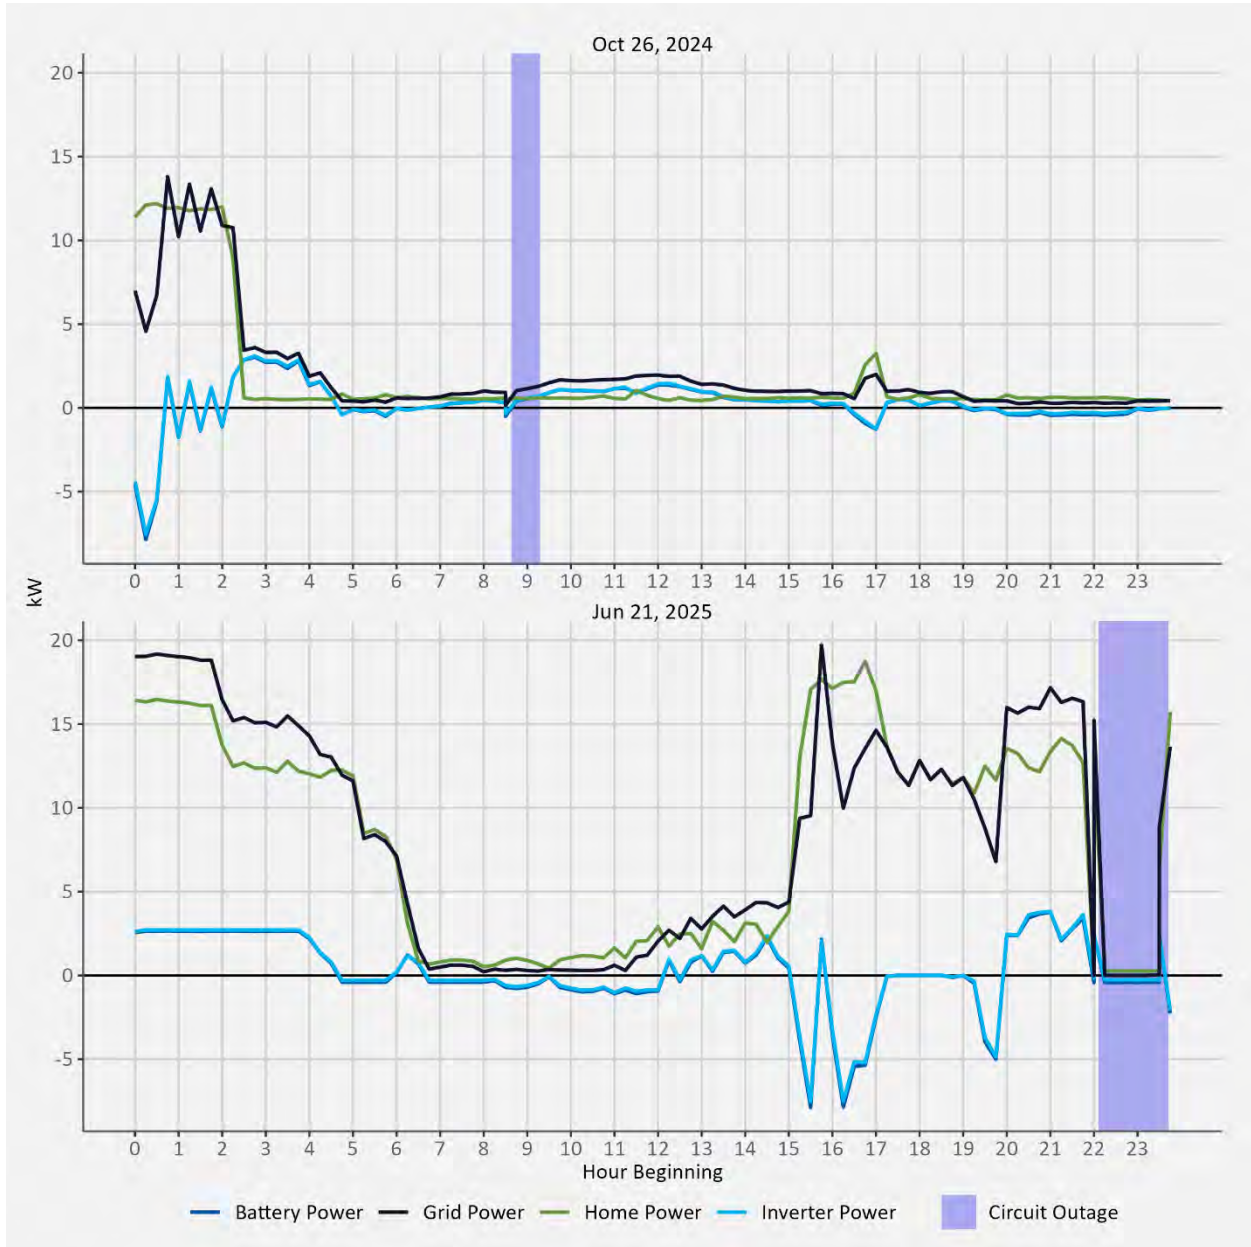 Oct 26, 2024
20
15
10
5
0
-5
0 1 2 3 4 5 6 7 8 9 10 11 12 13 14 15 16 17 18 19 20 21 22 23
kW
Jun 21, 2025
20
15
10
5
0
-5
0 1 2 3 4 5 6 7 8 9 10 11 12 13 14 15 16 17 18 19 20 21 22 23
Hour Beginning
Battery Power Grid Power Home Power Inverter Power Circuit Outage